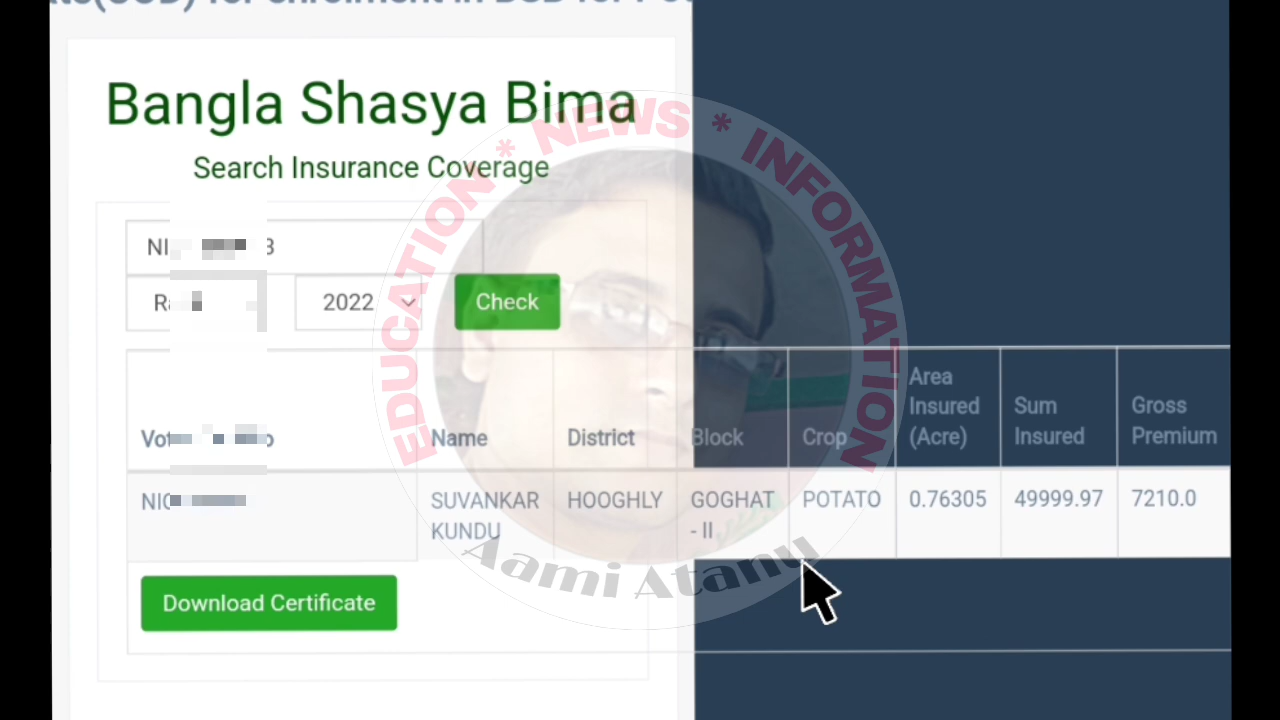 Bangla Shasya Bima
Search Insurance Coverage
2022
Check
Name District Block Crop Area Insured (Acre) Sum Insured Gross Premium
SUVANKAR KUNDU HOOGHLY GOGHAT - II POTATO 0.76305 49999.97 7210.0
Download Certificate
EDUCATION * NEWS * INFORMATION
Aami Atanu